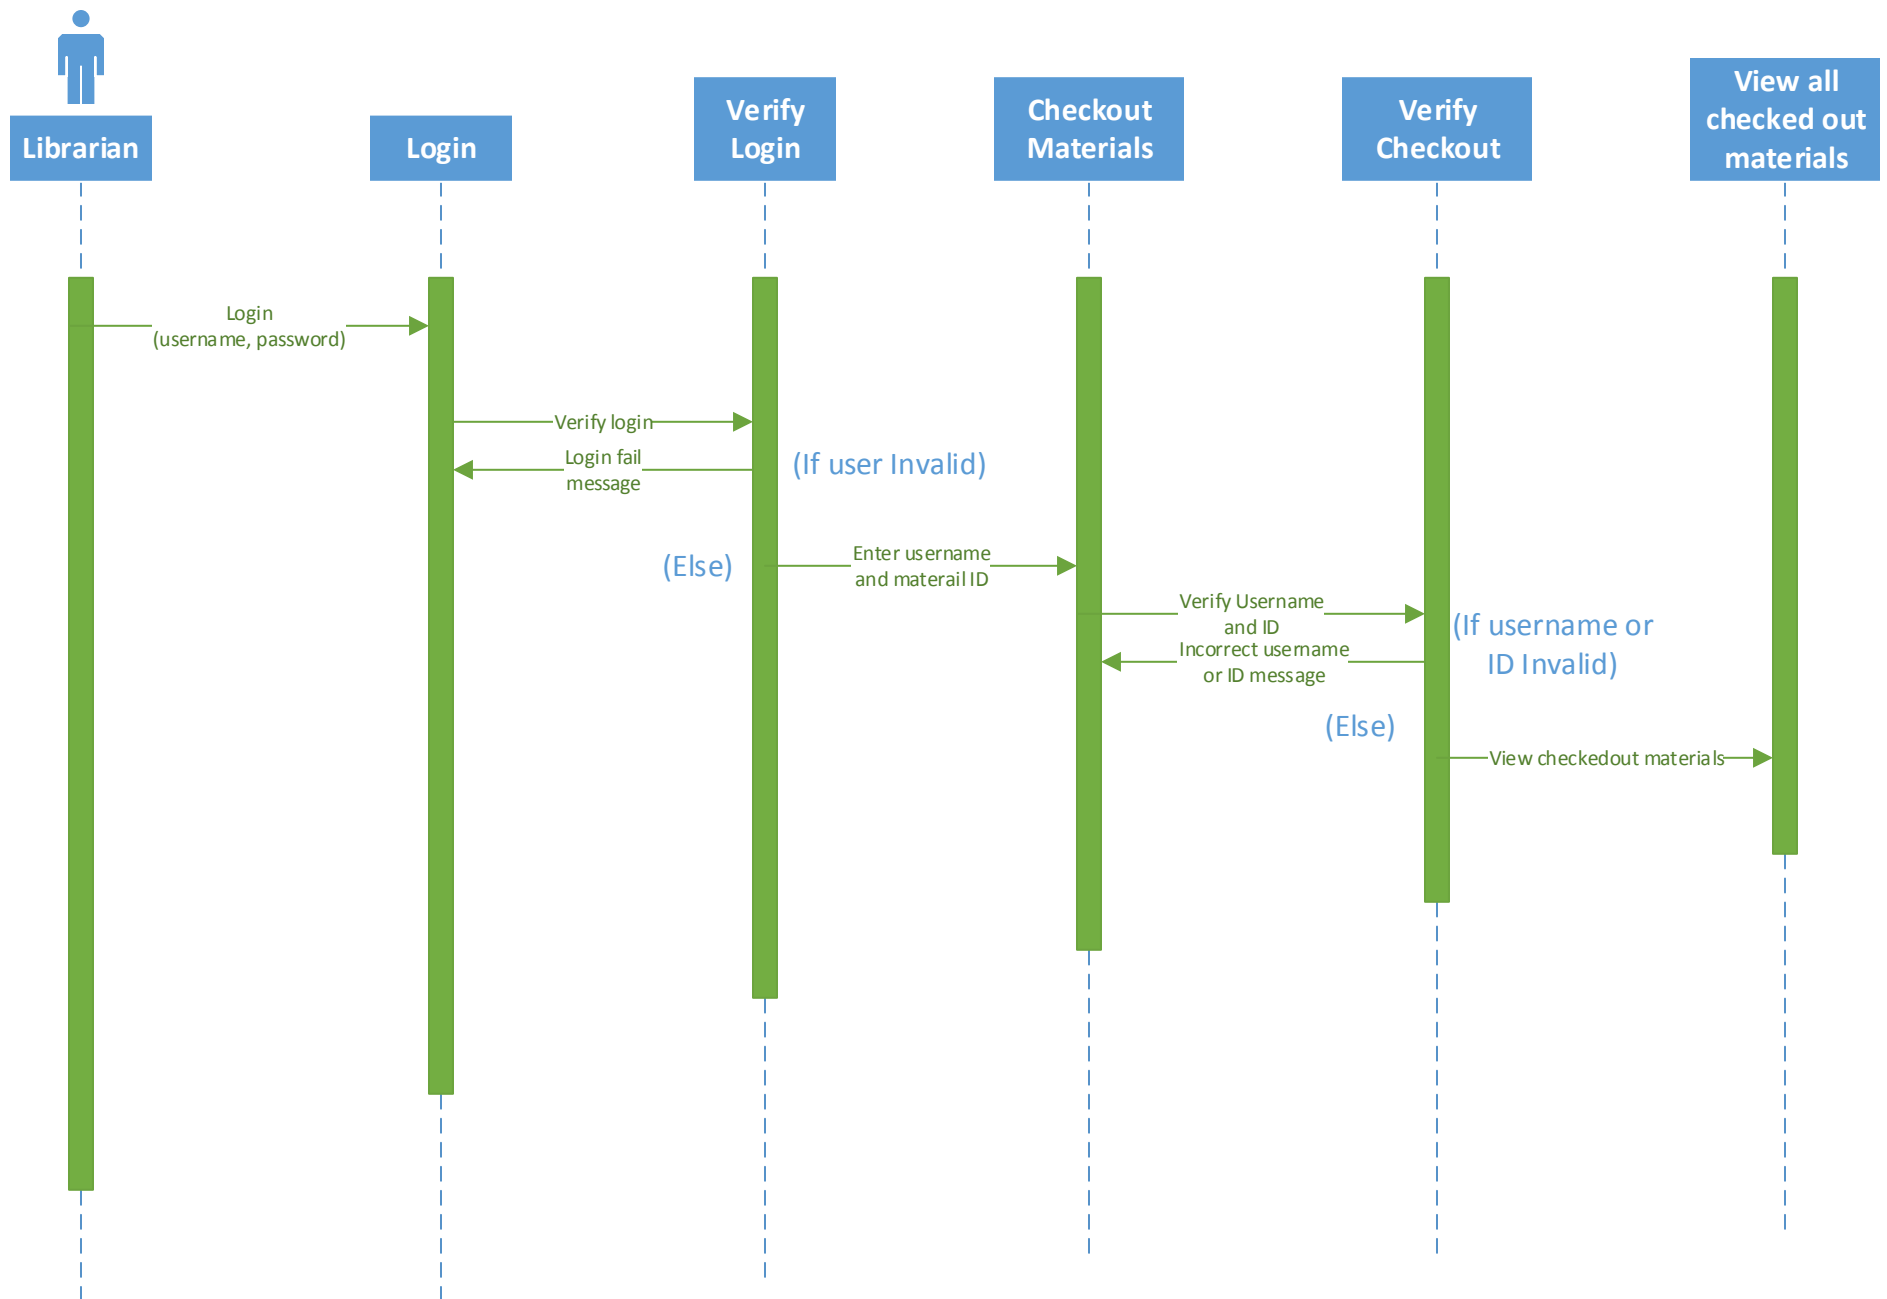 Librarian
Login
Verify
Login
Checkout
Materials
Verify
Checkout
View all
checked out
materials
Login
(username, password)
Verify login
Login fail
message
(If user Invalid)
(Else)
Enter username
and materail ID
Verify Username
and ID
Incorrect username
or ID message
(If username or
ID Invalid)
(Else)
View checkedout materials